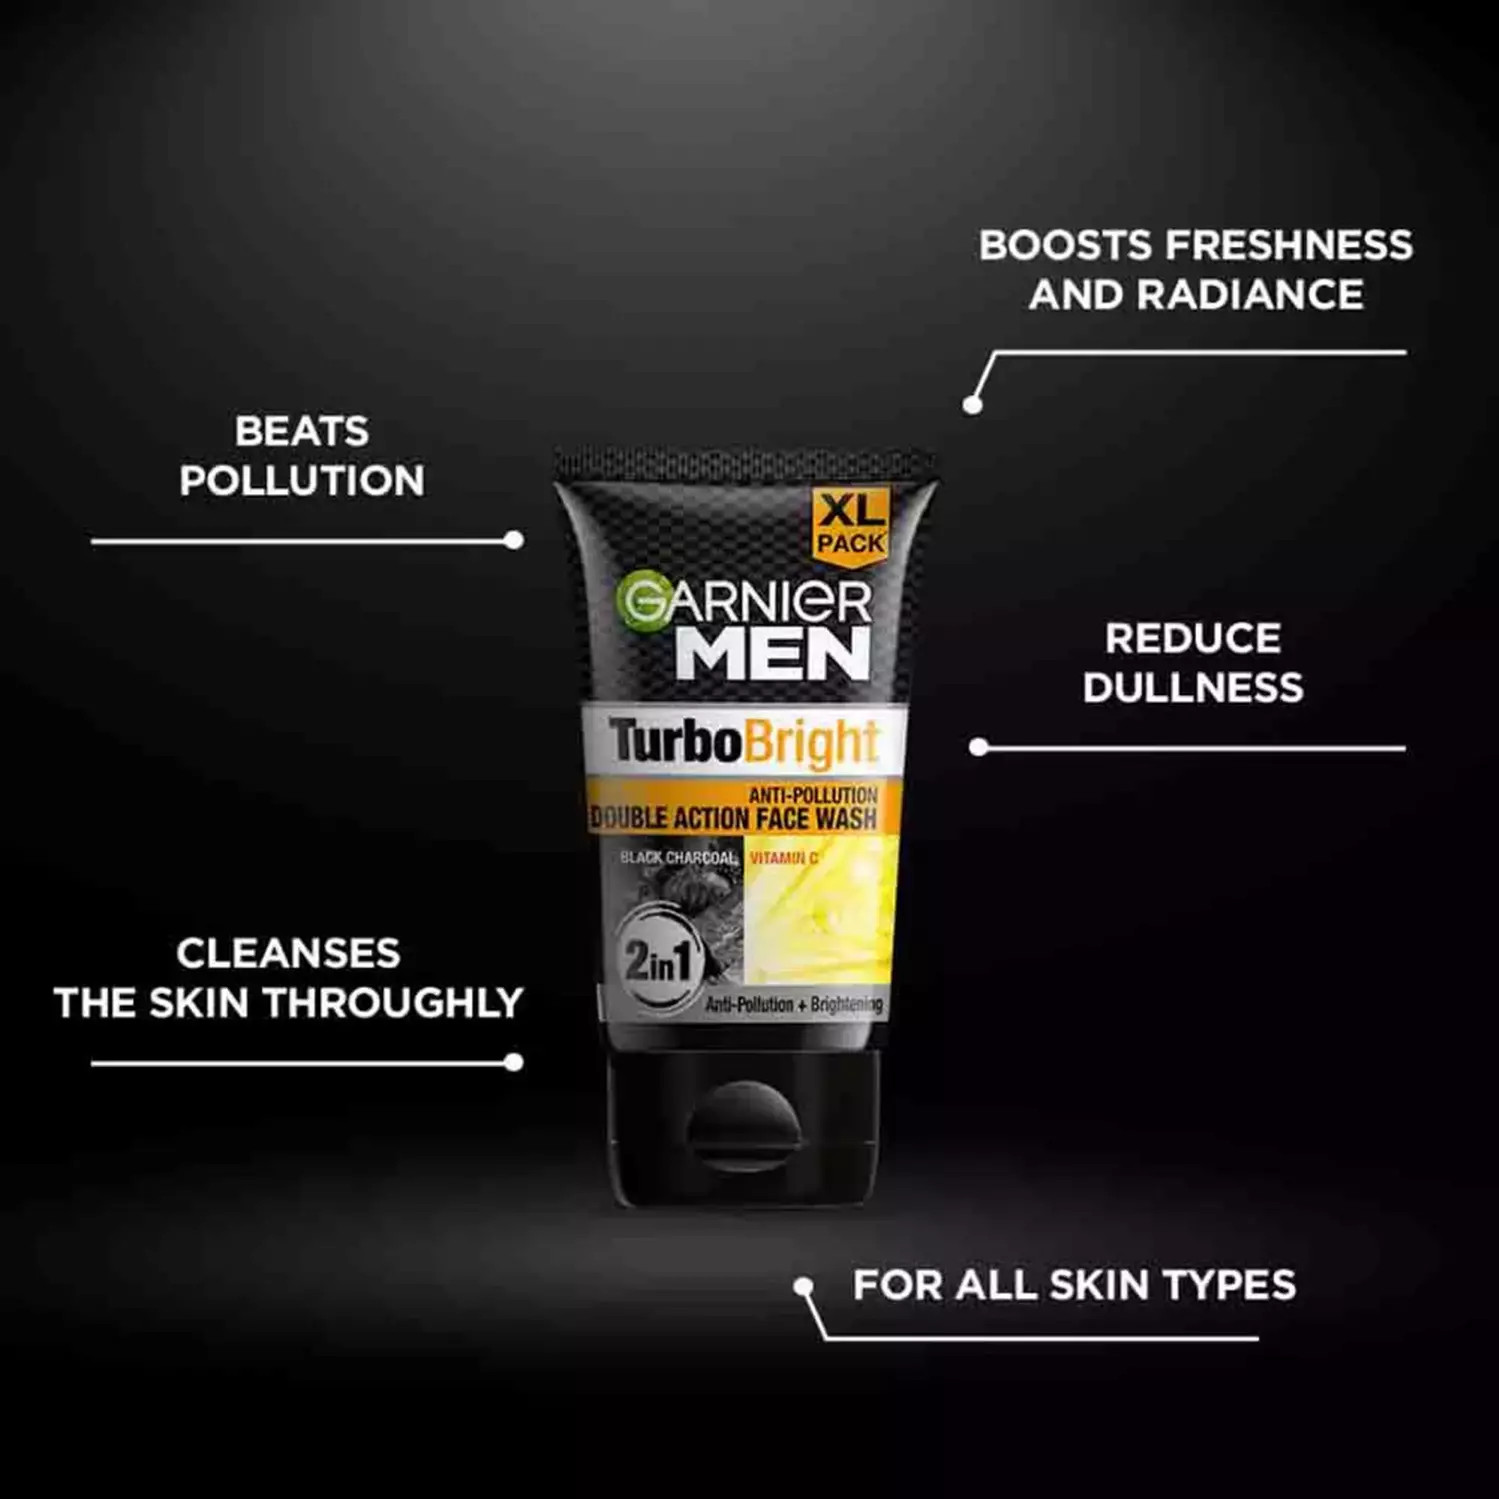 BOOSTS FRESHNESS
AND RADIANCE
BEATS
POLLUTION
XL
PACK
GARNIER
MEN
TurboBright
ANTI-POLLUTION
DOUBLE ACTION FACE WASH
BLACK CHARCOAL
VITAMIN C
2in1
Anti-Pollution + Brightening
REDUCE
DULLNESS
CLEANSES
THE SKIN THROUGHLY
FOR ALL SKIN TYPES